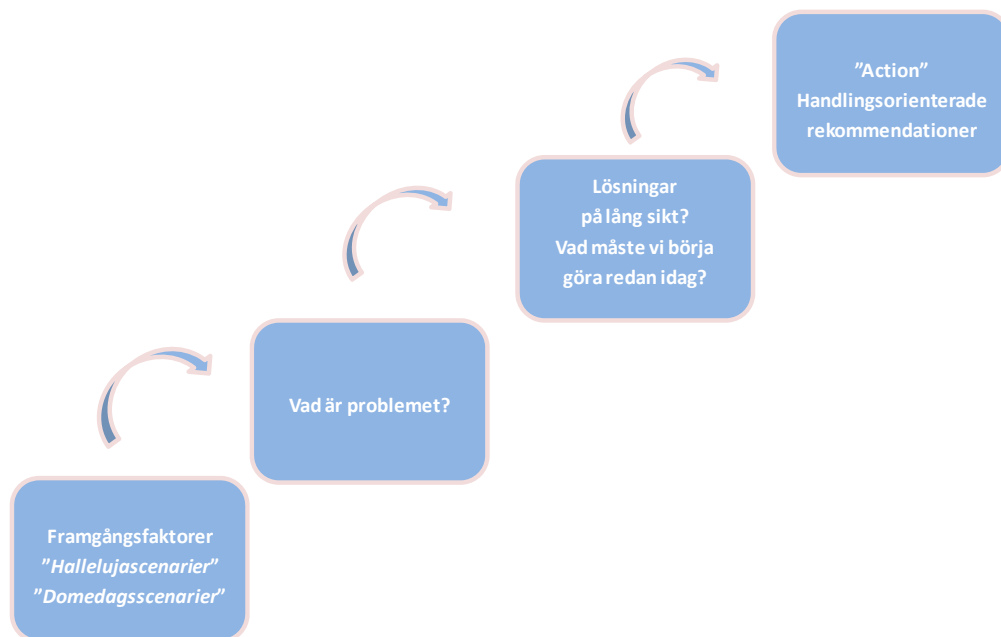 ”Action”
Handlingsorienterade
rekommendationer
Lösningar
på lång sikt?
Vad måste vi börja
göra redan idag?
Vad är problemet?
Framgångsfaktorer
”Hallelujascenarier”
”Domedagsscenarier”